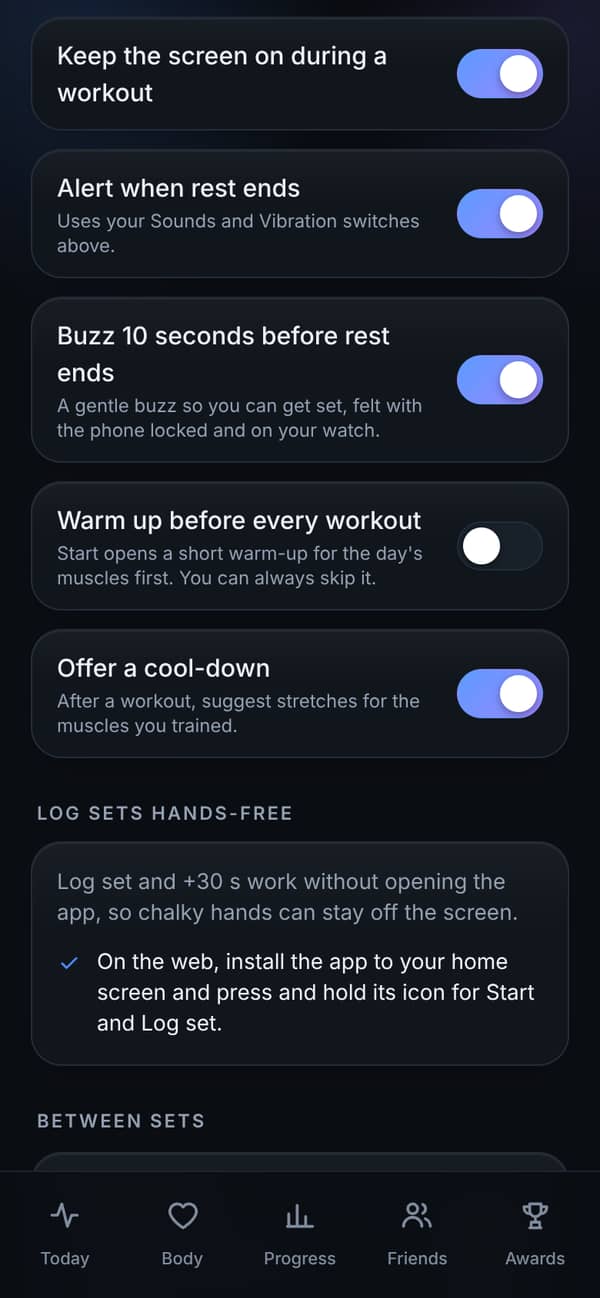 Keep the screen on during a
workout
Alert when rest ends
Uses your Sounds and Vibration switches
above.
Buzz 10 seconds before rest
ends
A gentle buzz so you can get set, felt with
the phone locked and on your watch.
Warm up before every workout
Start opens a short warm-up for the day's
muscles first. You can always skip it.
Offer a cool-down
After a workout, suggest stretches for the
muscles you trained.
LOG SETS HANDS-FREE
Log set and +30 s work without opening the
app, so chalky hands can stay off the screen.
On the web, install the app to your home
screen and press and hold its icon for Start
and Log set.
BETWEEN SETS
Today Body Progress Friends Awards